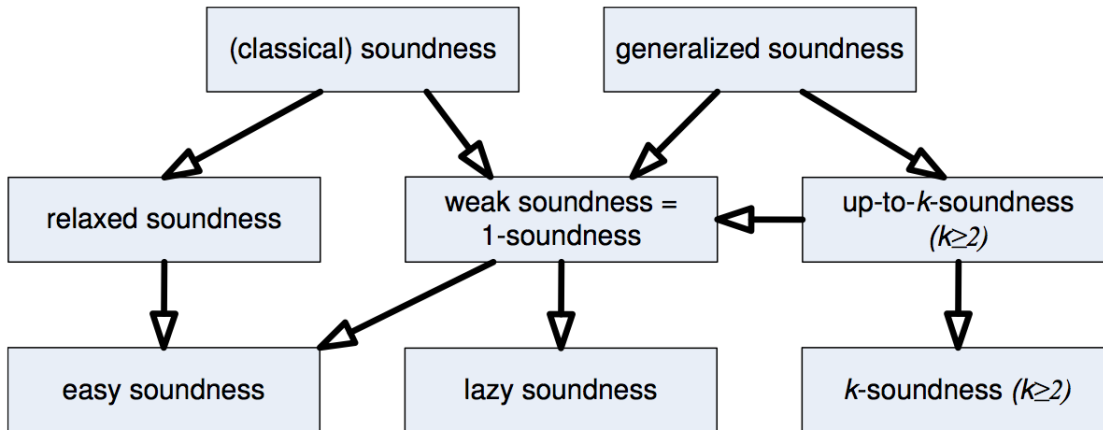 (classical) soundness
generalized soundness
relaxed soundness
weak soundness =
1-soundness
up-to-k-soundness
(k≥2)
easy soundness
lazy soundness
k-soundness (k≥2)